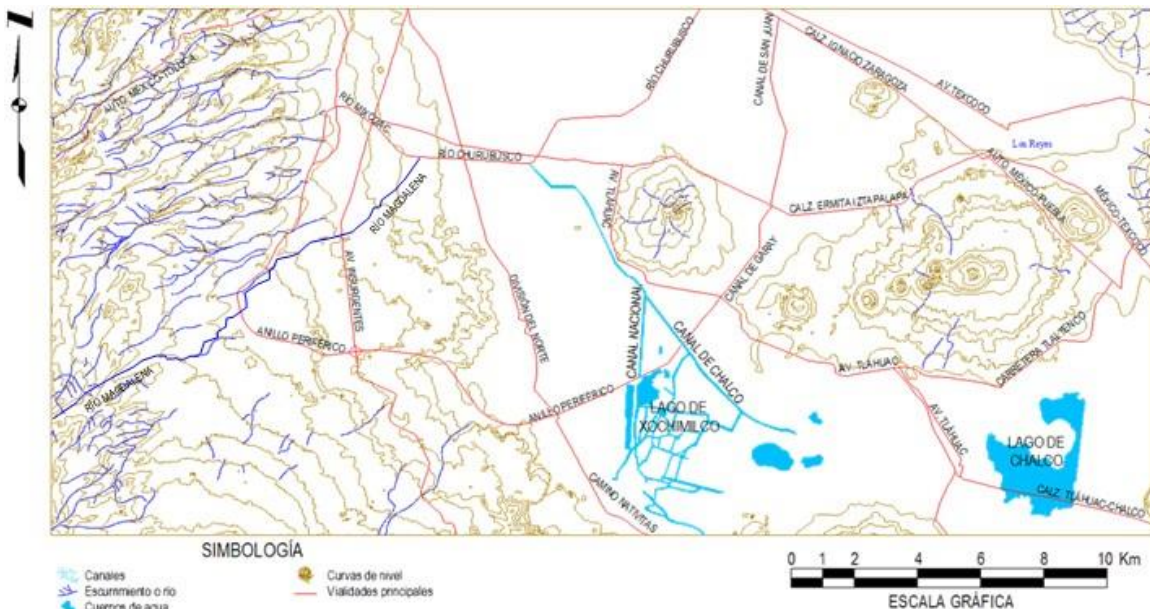 AUTO. MÉXICO-TOLUCA
RÍO MIXCOAC
RÍO CHURUBUSCO
RÍO CHURUBUSCO
CANAL DE SAN JUAN
CALZ. IGNACIO ZARAGOZA
AV. TEXCOCO
Los Reyes
AUTO. MÉXICO-PUEBLA
MÉXICO-TEXCOCO
CALZ. ERMITA IZTAPALAPA
AV. TLÁHUAC
RÍO MAGDALENA
AV. INSURGENTES
DIVISIÓN DEL NORTE
CANAL DE GARAY
CANAL NACIONAL
CANAL DE CHALCO
ANILLO PERIFÉRICO
RÍO MAGDALENA
ANILLO PERIFÉRICO
AV. TLÁHUAC
CARRETERA TLALTENCO
LAGO DE
XOCHIMILCO
AV. TLÁHUAC
LAGO DE
CHALCO
CALZ. TLÁHUAC-CHALCO
CAMINO NATIVITAS
SIMBOLOGÍA
Canales
Escurrimiento o río
Cuerpos de agua
Curvas de nivel
Vialidades principales
0 1 2 4 6 8 10 Km
ESCALA GRÁFICA